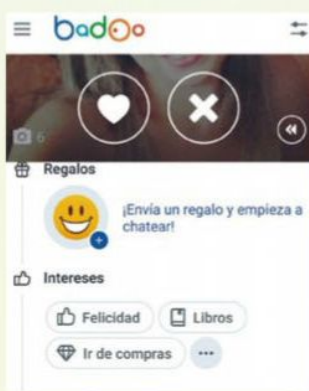 badoo
6
Regalos
¡Envía un regalo y empieza a
chatear!
Intereses
Felicidad
Libros
Ir de compras
...